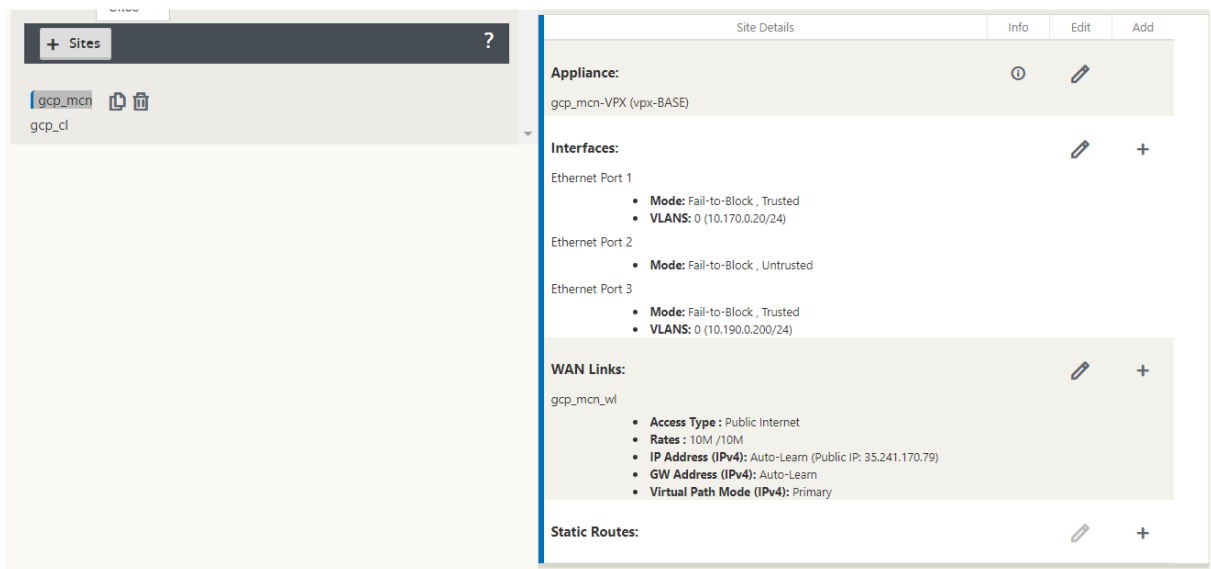 + Sites
?
gcp_mcn
gcp_cl
Site Details Info Edit Add
Appliance:
gcp_mcn-VPX (vpx-BASE)
Interfaces:
Ethernet Port 1
• Mode: Fail-to-Block , Trusted
• VLANS: 0 (10.170.0.20/24)
Ethernet Port 2
• Mode: Fail-to-Block , Untrusted
Ethernet Port 3
• Mode: Fail-to-Block , Trusted
• VLANS: 0 (10.190.0.200/24)
WAN Links:
gcp_mcn_wl
• Access Type : Public Internet
• Rates : 10M /10M
• IP Address (IPv4): Auto-Learn (Public IP: 35.241.170.79)
• GW Address (IPv4): Auto-Learn
• Virtual Path Mode (IPv4): Primary
Static Routes: